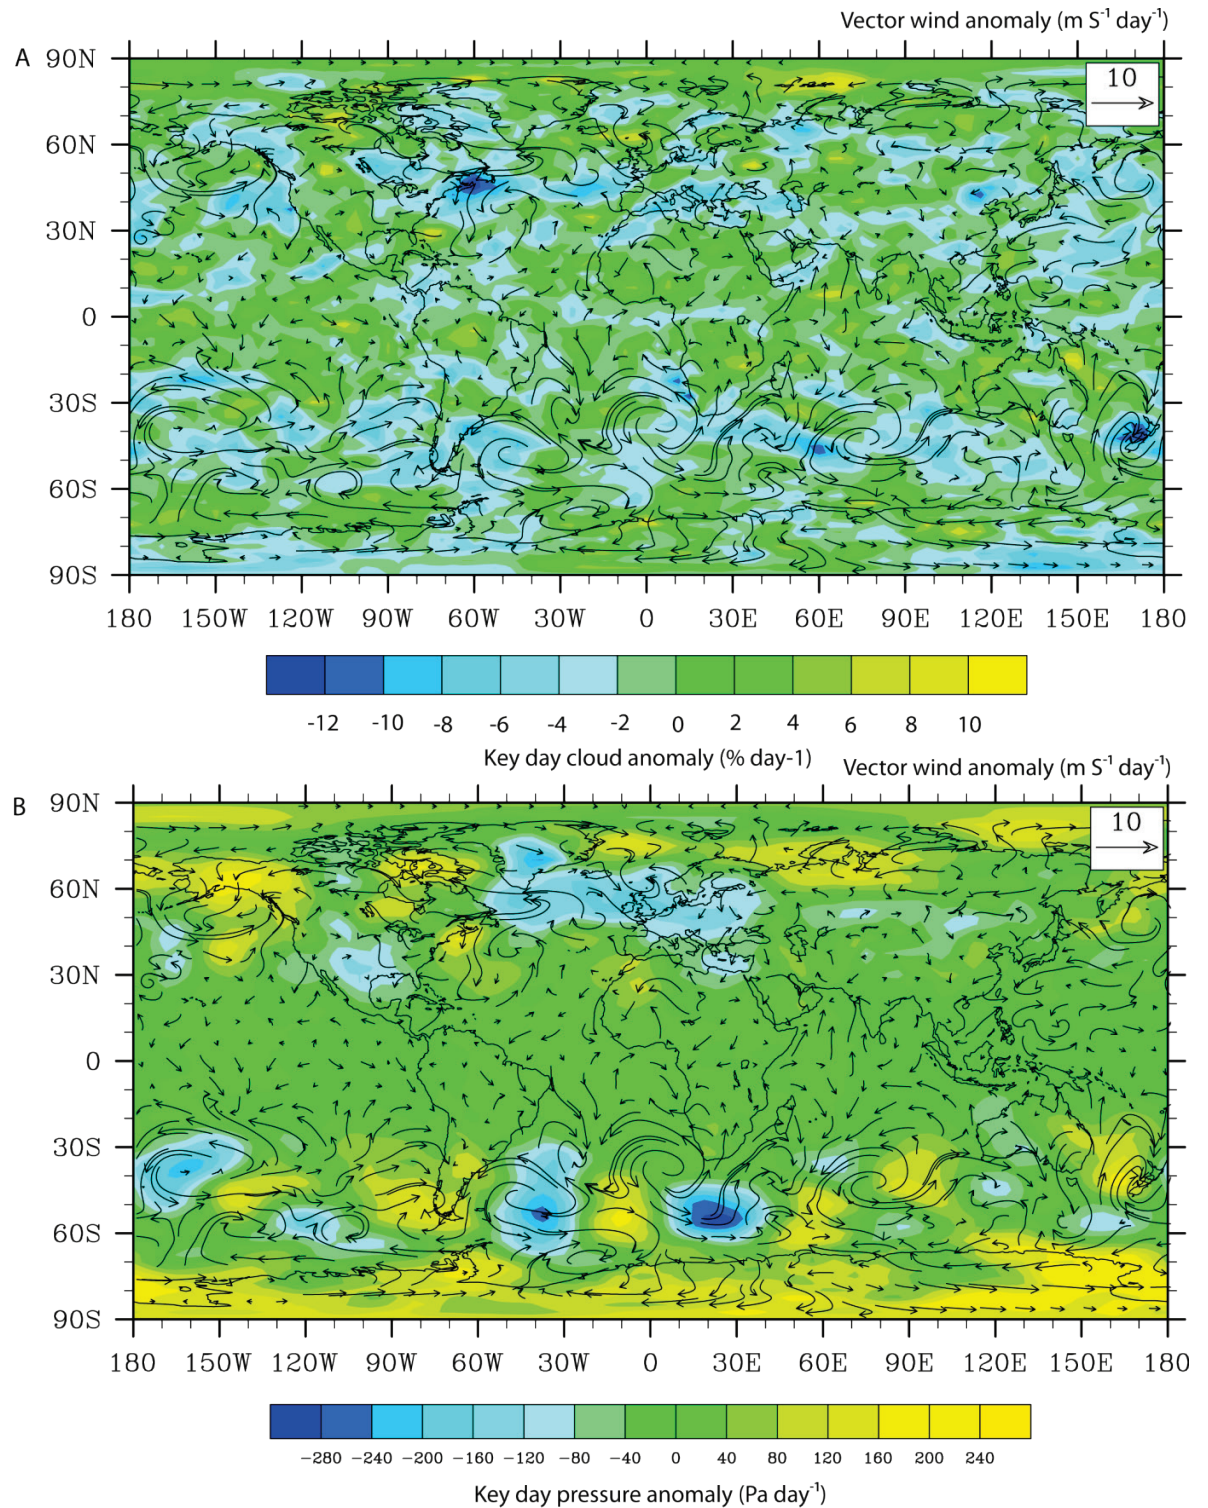 Vector wind anomaly (m S⁻¹ day⁻¹)
A
90N
10
60N
30N
0
30S
60S
90S
180 150W 120W 90W 60W 30W 0 30E 60E 90E 120E 150E 180
-12 -10 -8 -6 -4 -2 0 2 4 6 8 10
Key day cloud anomaly (% day-1)
Vector wind anomaly (m S⁻¹ day⁻¹)
B
90N
10
60N
30N
0
30S
60S
90S
180 150W 120W 90W 60W 30W 0 30E 60E 90E 120E 150E 180
−280 −240 −200 −160 −120 −80 −40 0 40 80 120 160 200 240
Key day pressure anomaly (Pa day⁻¹)